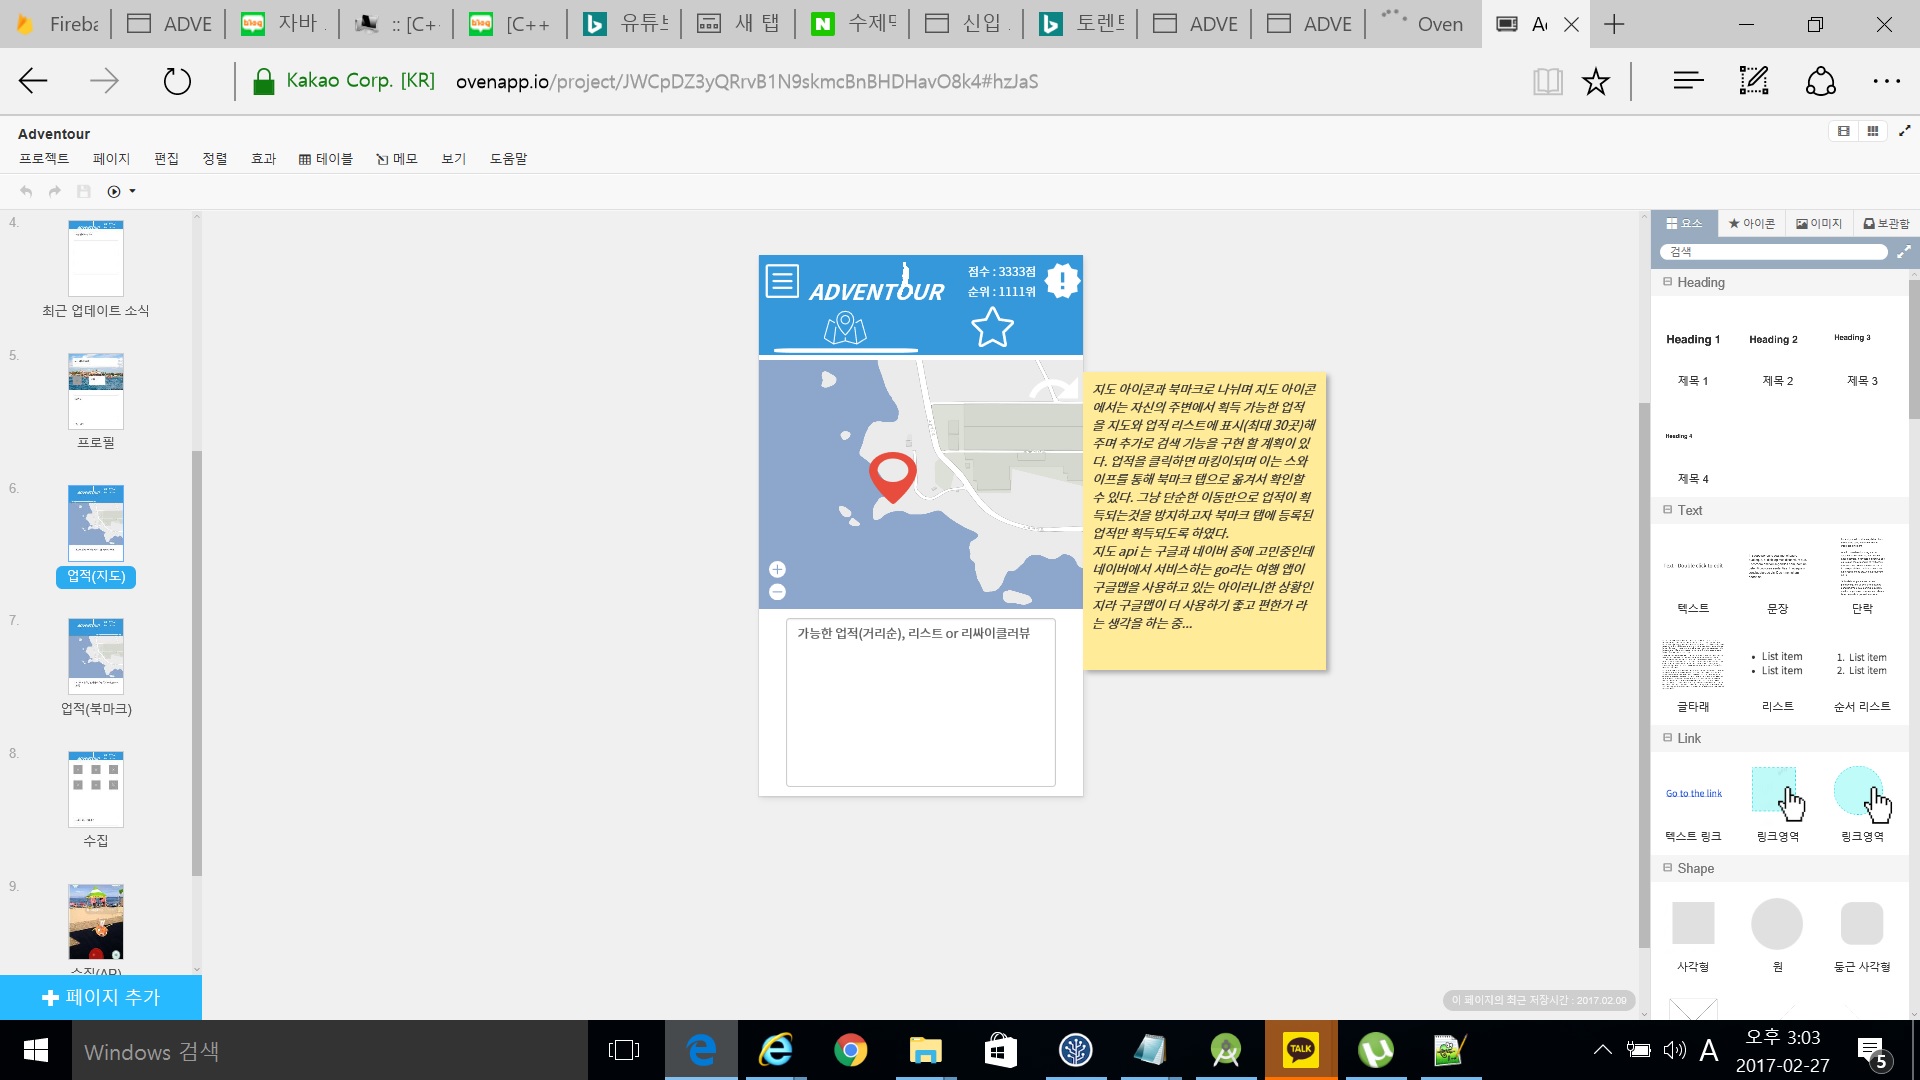 Fireba
ADVE
자바
:: [C+
[C++
유튜브
새 탭
수제맥
신입
토렌트
ADVE
ADVE
Oven
Kakao Corp. [KR]
ovenapp.io/project/JWCpDZ3yQRrvB1N9skmcBnBHDHavO8k4#hzJaS
Adventour
프로젝트 페이지 편집 정렬 효과 테이블 메모 보기 도움말
4.
최근 업데이트 소식
5.
프로필
6.
업적(지도)
7.
업적(북마크)
8.
수집
9.
수집(AR)
페이지 추가
점수 : 3333점
ADVENTOUR
순위 : 1111위
가능한 업적(거리순), 리스트 or 리싸이클러뷰
지도 아이콘과 북마크로 나뉘며 지도 아이콘
에서는 자신의 주변에서 획득 가능한 업적
을 지도와 업적 리스트에 표시(최대 30곳)해
주며 추가로 검색 기능을 구현 할 계획이 있
다. 업적을 클릭하면 마킹이되며 이는 스와
이프를 통해 북마크 탭으로 옮겨서 확인할
수 있다. 그냥 단순한 이동만으로 업적이 획
득되는것을 방지하고자 북마크 탭에 등록된
업적만 획득되도록 하였다.
지도 api 는 구글과 네이버 중에 고민중인데
네이버에서 서비스하는 go라는 여행 앱이
구글맵을 사용하고 있는 아이러니한 상황인
지라 구글맵이 더 사용하기 좋고 편한가 라
는 생각을 하는 중...
이 페이지의 최근 저장시간 : 2017.02.09
요소 아이콘 이미지 보관함
검색
Heading
Heading 1 Heading 2 Heading 3
제목 1 제목 2 제목 3
Heading 4
제목 4
Text
Text : Double click to edit
텍스트 문장 단락
• List item
• List item
1. List item
2. List item
글타래 리스트 순서 리스트
Link
Go to the link
텍스트 링크 링크영역 링크영역
Shape
사각형 원 둥근 사각형
Windows 검색
TALK
A
오후 3:03
2017-02-27
5